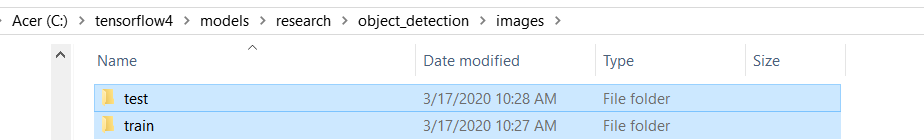 Acer (C:) > tensorflow4 > models > research > object_detection > images >
Name Date modified Type Size
test 3/17/2020 10:28 AM File folder
train 3/17/2020 10:27 AM File folder